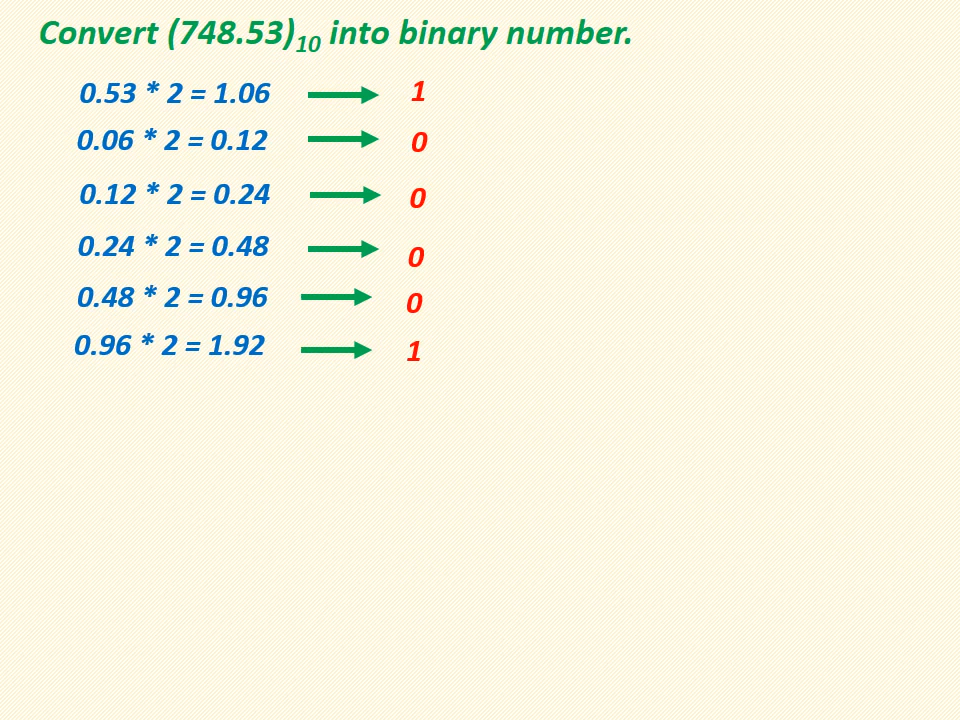 Convert (748.53)₁₀ into binary number.
0.53 * 2 = 1.06 → 1
0.06 * 2 = 0.12 → 0
0.12 * 2 = 0.24 → 0
0.24 * 2 = 0.48 → 0
0.48 * 2 = 0.96 → 0
0.96 * 2 = 1.92 → 1